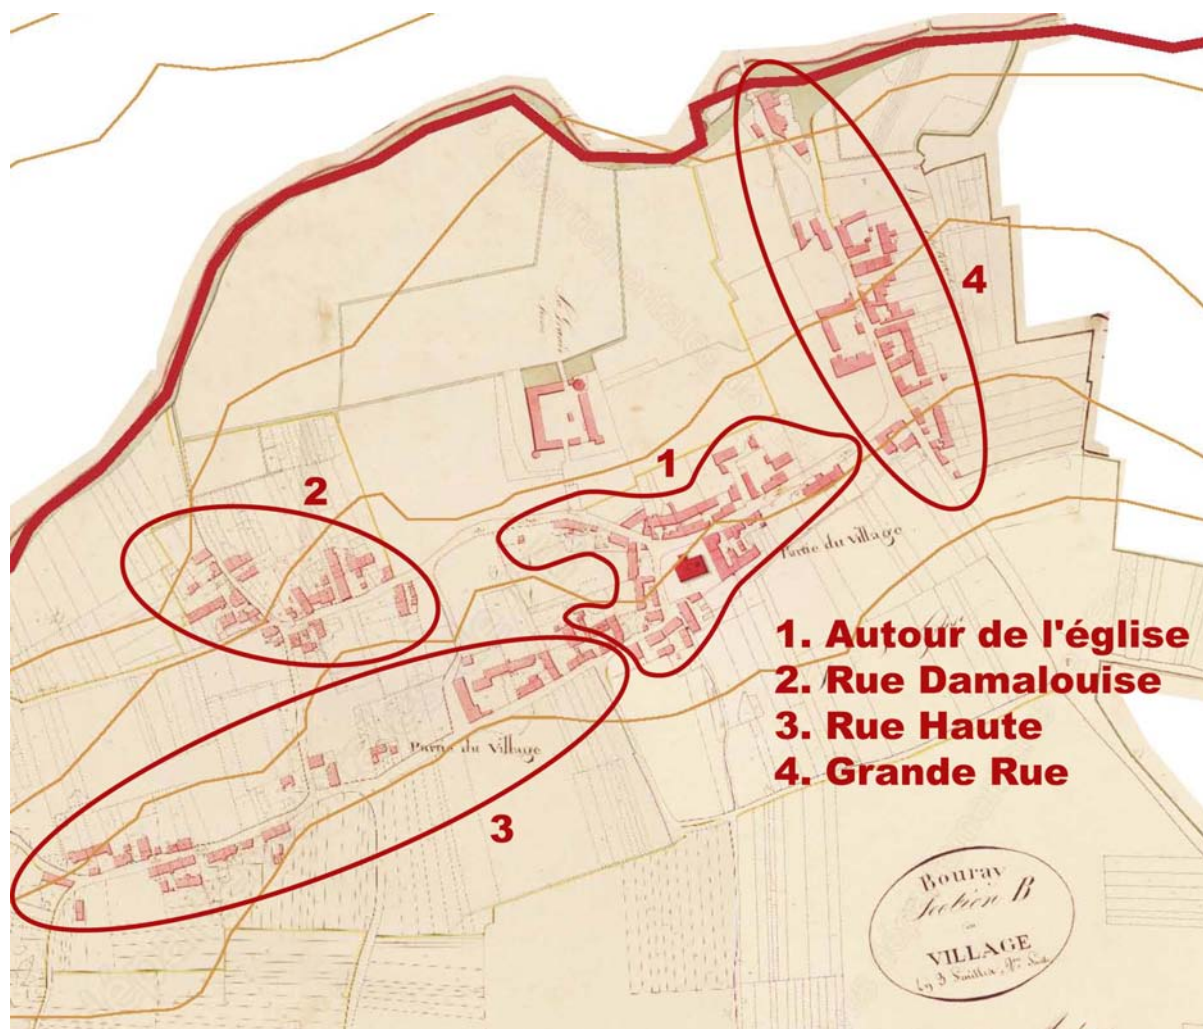 4
1
2
Partie du village
1. Autour de l'église
2. Rue Damalouise
3. Rue Haute
4. Grande Rue
Partie du Village
3
Bouray
Section B
VILLAGE